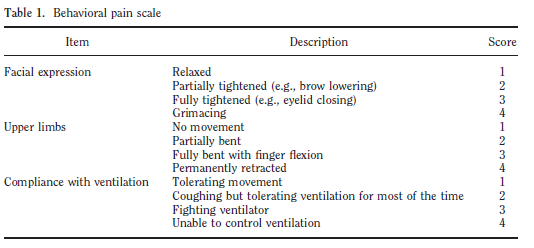 Table 1. Behavioral pain scale
Item Description Score
Facial expression Relaxed 1
Partially tightened (e.g., brow lowering) 2
Fully tightened (e.g., eyelid closing) 3
Grimacing 4
Upper limbs No movement 1
Partially bent 2
Fully bent with finger flexion 3
Permanently retracted 4
Compliance with ventilation Tolerating movement 1
Coughing but tolerating ventilation for most of the time 2
Fighting ventilator 3
Unable to control ventilation 4